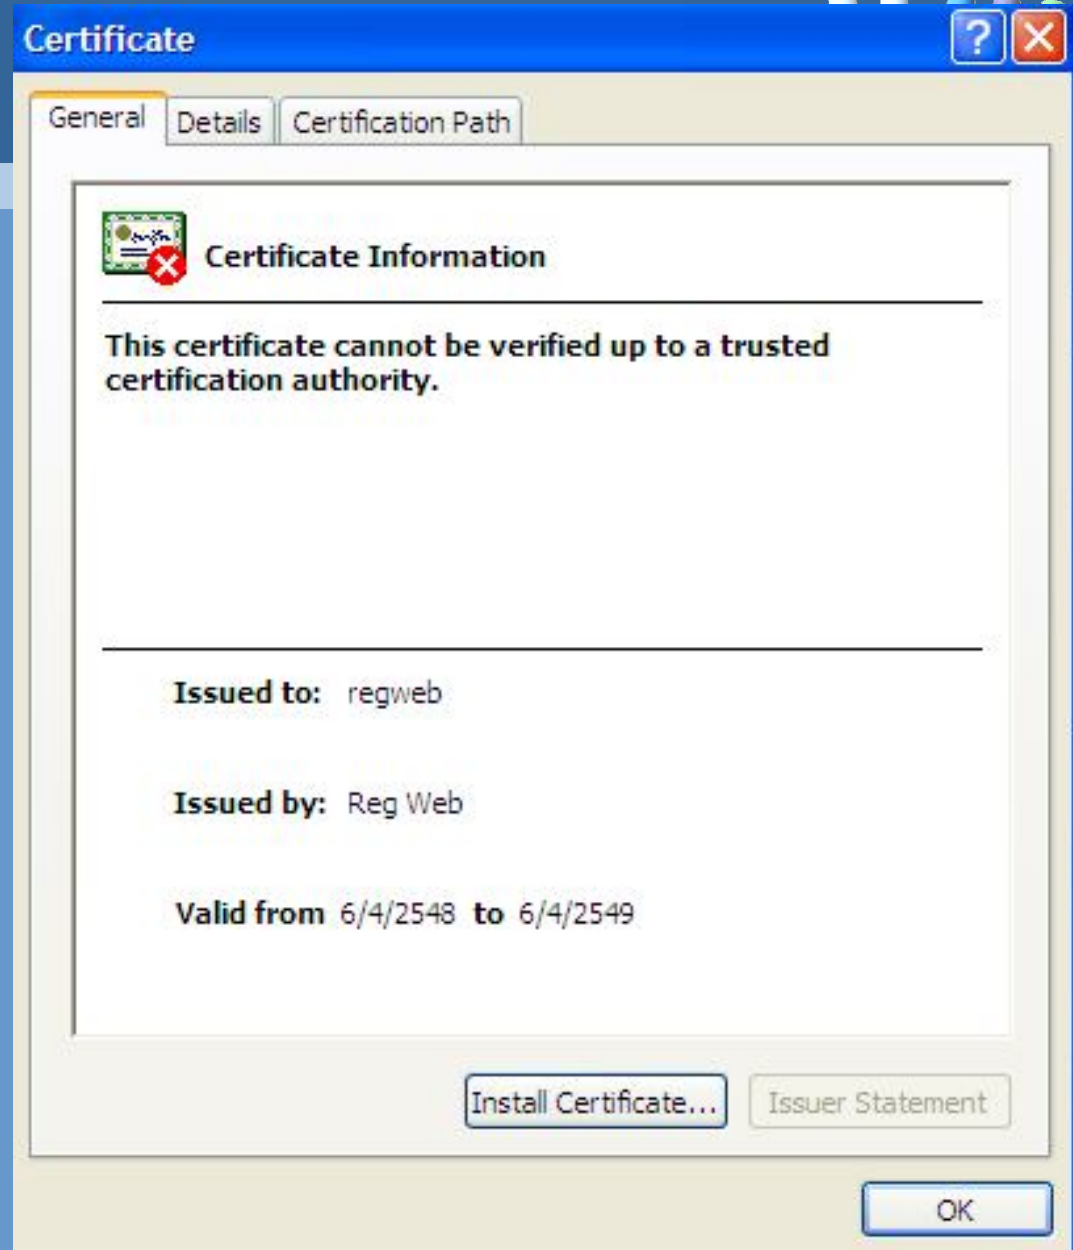 Certificate
?
General Details Certification Path
Certificate Information
This certificate cannot be verified up to a trusted
certification authority.
Issued to: regweb
Issued by: Reg Web
Valid from 6/4/2548 to 6/4/2549
Install Certificate... Issuer Statement
OK